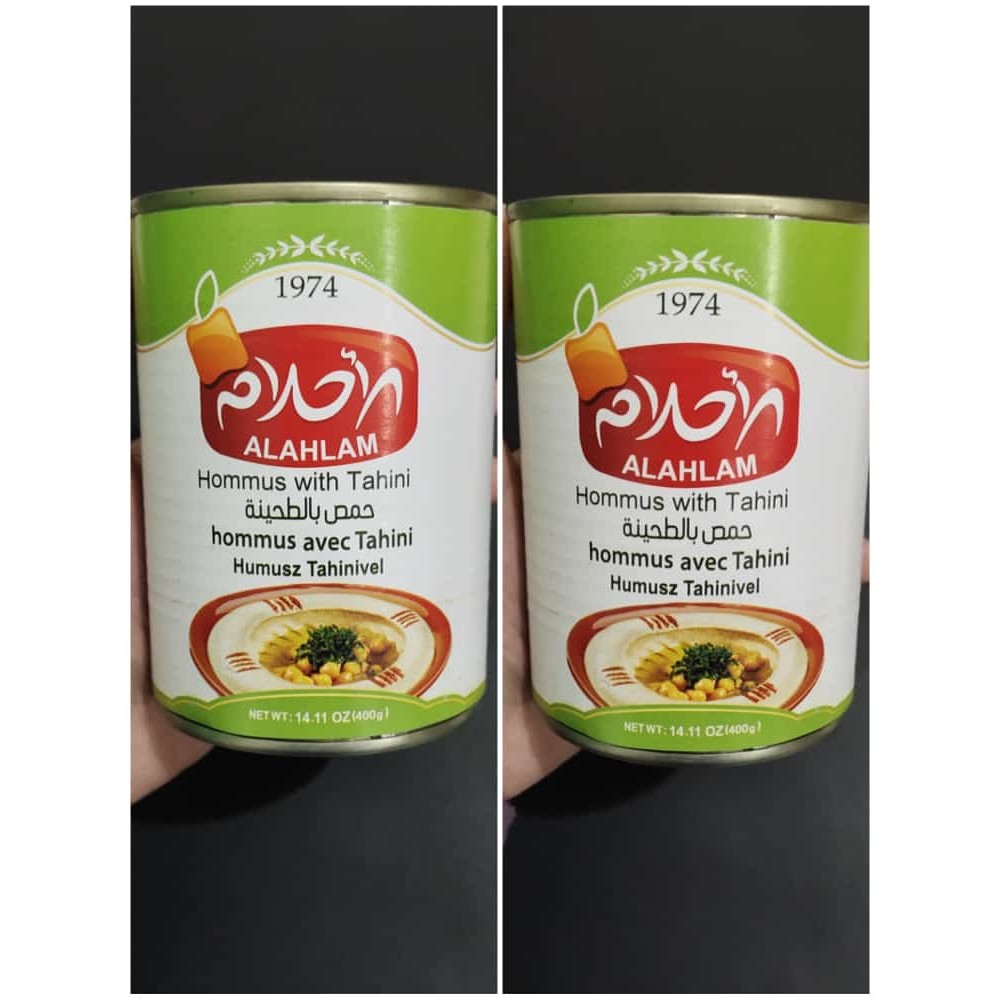 1974
الأحلام
ALAHLAM
Hommus with Tahini
حمص بالطحينة
hommus avec Tahini
Humusz Tahinivel
NET WT: 14.11 OZ(400g)
1974
الأحلام
ALAHLAM
Hommus with Tahini
حمص بالطحينة
hommus avec Tahini
Humusz Tahinivel
NET WT: 14.11 OZ(400g)